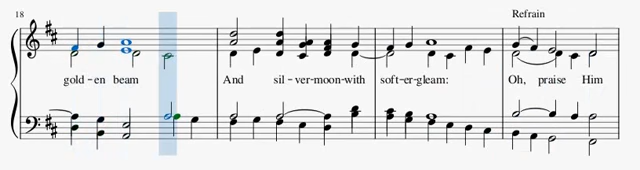 18
Refrain
gold-en beam And sil-ver-moon-with soft-er-gleam: Oh, praise Him